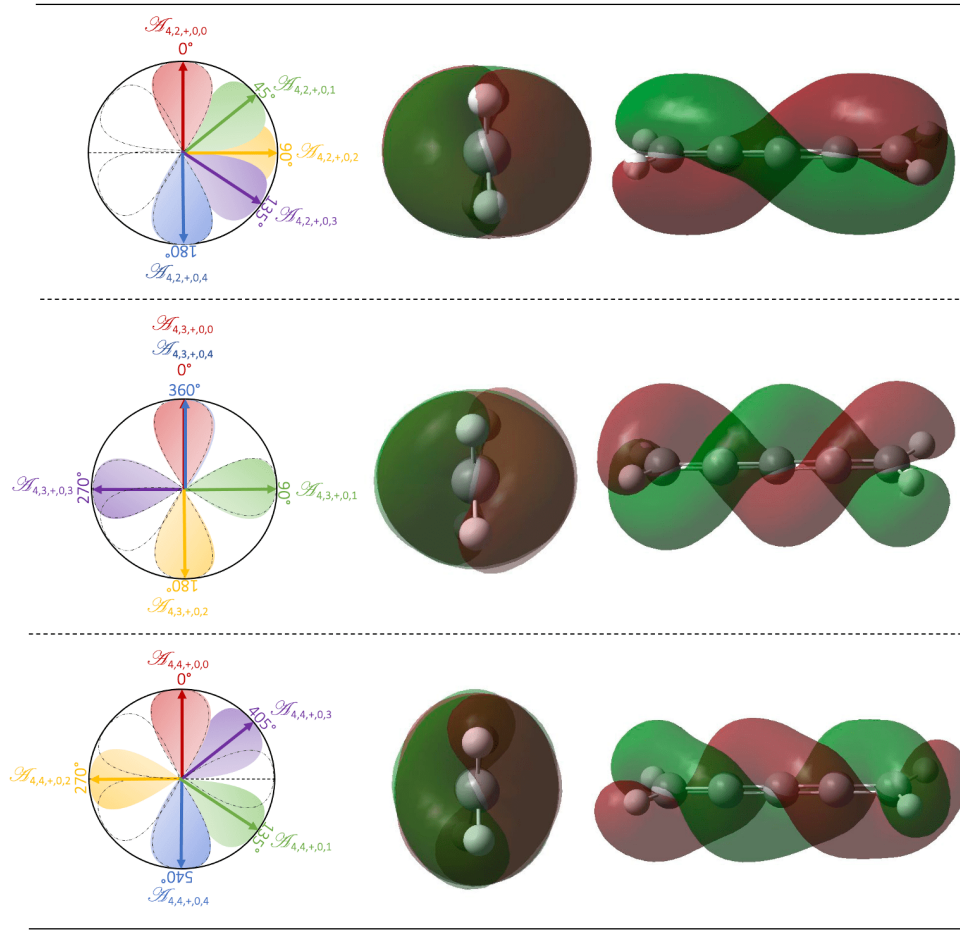 𝒜4,2,+,0,0
0°
45°
𝒜4,2,+,0,1
90°
𝒜4,2,+,0,2
135°
𝒜4,2,+,0,3
180°
𝒜4,2,+,0,4
𝒜4,3,+,0,0
𝒜4,3,+,0,4
0°
360°
𝒜4,3,+,0,3
270°
90°
𝒜4,3,+,0,1
180°
𝒜4,3,+,0,2
𝒜4,4,+,0,0
0°
405°
𝒜4,4,+,0,3
𝒜4,4,+,0,2
270°
135°
𝒜4,4,+,0,1
540°
𝒜4,4,+,0,4